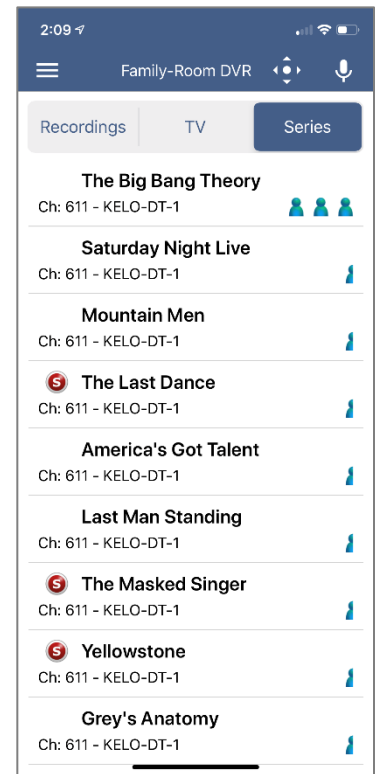 2:09
Family-Room DVR
Recordings TV Series
The Big Bang Theory
Ch: 611 - KELO-DT-1
Saturday Night Live
Ch: 611 - KELO-DT-1
Mountain Men
Ch: 611 - KELO-DT-1
S The Last Dance
Ch: 611 - KELO-DT-1
America's Got Talent
Ch: 611 - KELO-DT-1
Last Man Standing
Ch: 611 - KELO-DT-1
S The Masked Singer
Ch: 611 - KELO-DT-1
S Yellowstone
Ch: 611 - KELO-DT-1
Grey's Anatomy
Ch: 611 - KELO-DT-1